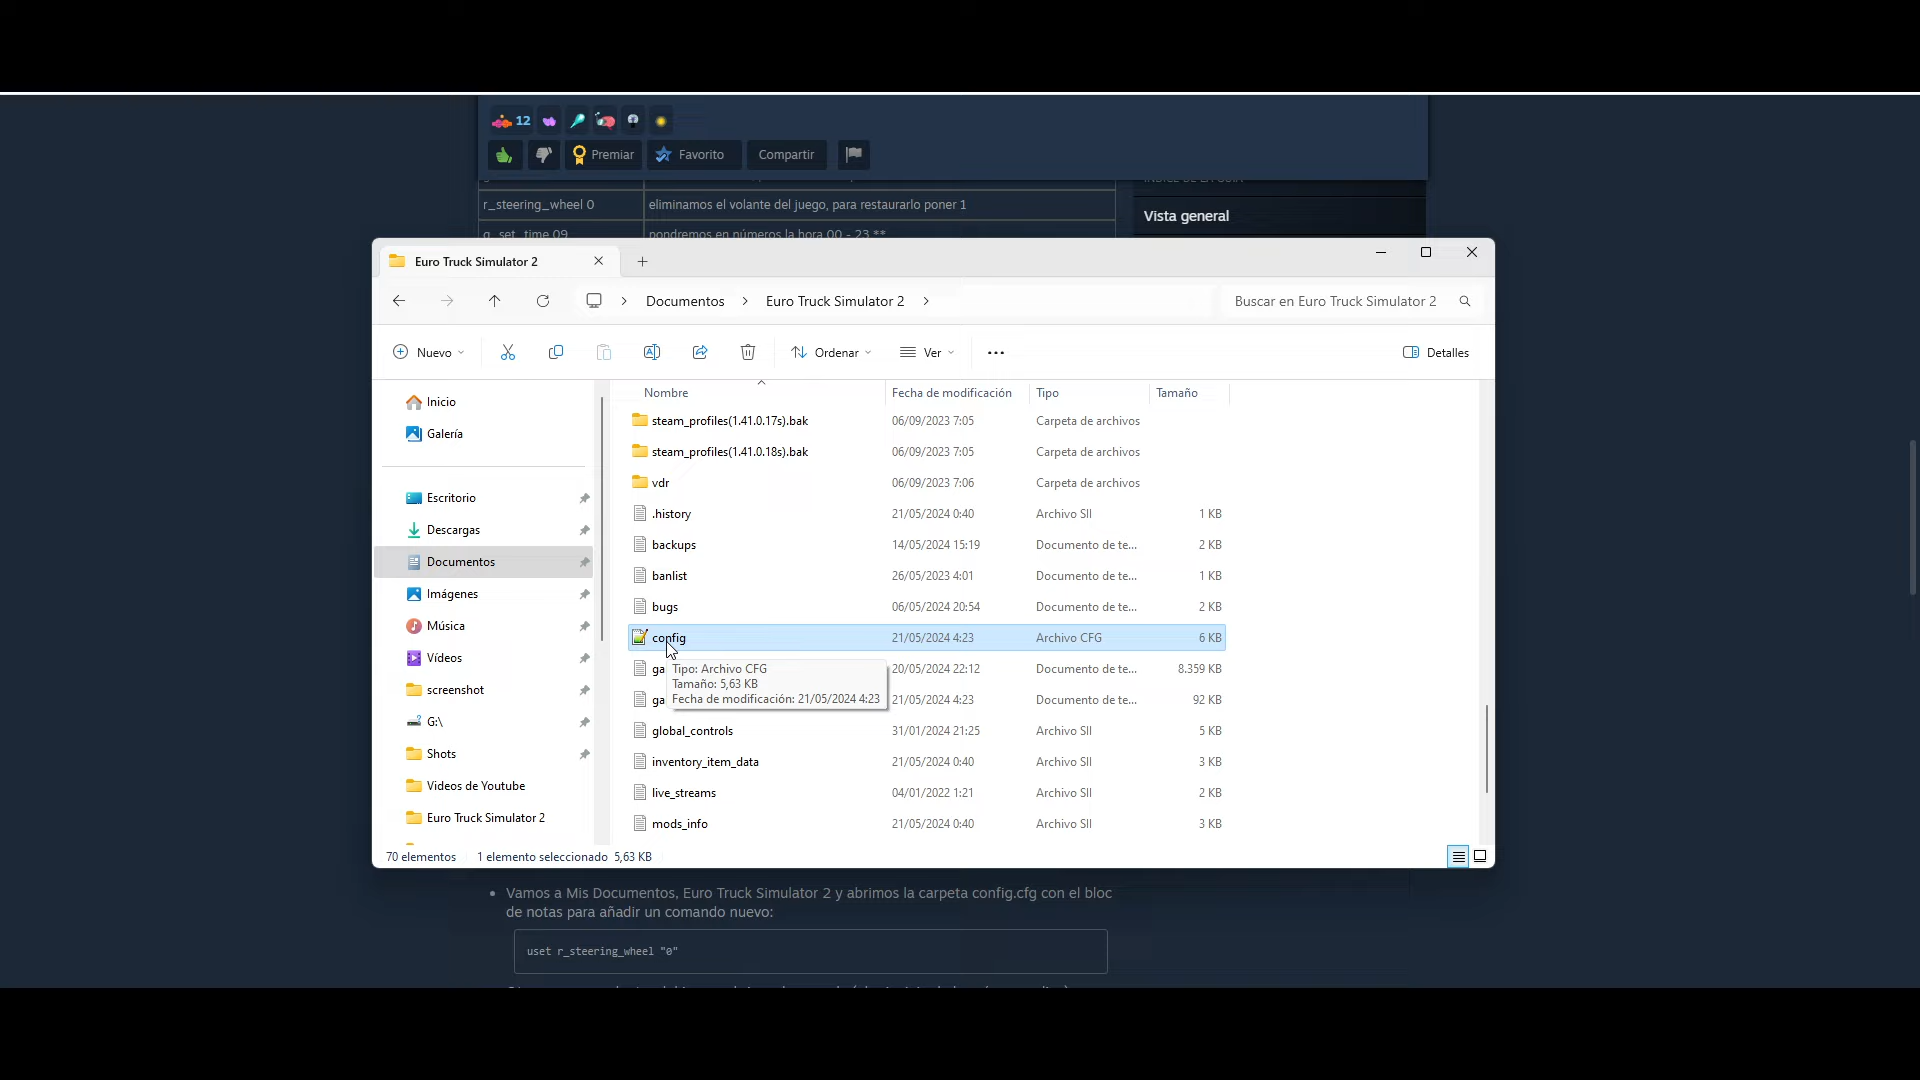 12
Premiar
Favorito
Compartir
r_steering_wheel 0
eliminamos el volante del juego, para restaurarlo poner 1
Vista general
g_set_time 09
pondremos en números la hora 00 - 23 **
Euro Truck Simulator 2
Documentos
Euro Truck Simulator 2
Buscar en Euro Truck Simulator 2
Nuevo
Ordenar
Ver
Detalles
Inicio
Galería
Escritorio
Descargas
Documentos
Imágenes
Música
Vídeos
screenshot
G:\
Shots
Videos de Youtube
Euro Truck Simulator 2
Nombre Fecha de modificación Tipo Tamaño
steam_profiles(1.41.0.17s).bak 06/09/2023 7:05 Carpeta de archivos
steam_profiles(1.41.0.18s).bak 06/09/2023 7:05 Carpeta de archivos
vdr 06/09/2023 7:06 Carpeta de archivos
.history 21/05/2024 0:40 Archivo SII 1 KB
backups 14/05/2024 15:19 Documento de te... 2 KB
banlist 26/05/2023 4:01 Documento de te... 1 KB
bugs 06/05/2024 20:54 Documento de te... 2 KB
config 21/05/2024 4:23 Archivo CFG 6 KB
ga 20/05/2024 22:12 Documento de te... 8.359 KB
ga 21/05/2024 4:23 Documento de te... 92 KB
Tipo: Archivo CFG
Tamaño: 5,63 KB
Fecha de modificación: 21/05/2024 4:23
global_controls 31/01/2024 21:25 Archivo SII 5 KB
inventory_item_data 21/05/2024 0:40 Archivo SII 3 KB
live_streams 04/01/2022 1:21 Archivo SII 2 KB
mods_info 21/05/2024 0:40 Archivo SII 3 KB
70 elementos 1 elemento seleccionado 5,63 KB
Vamos a Mis Documentos, Euro Truck Simulator 2 y abrimos la carpeta config.cfg con el bloc
de notas para añadir un comando nuevo:
uset r_steering_wheel "0"